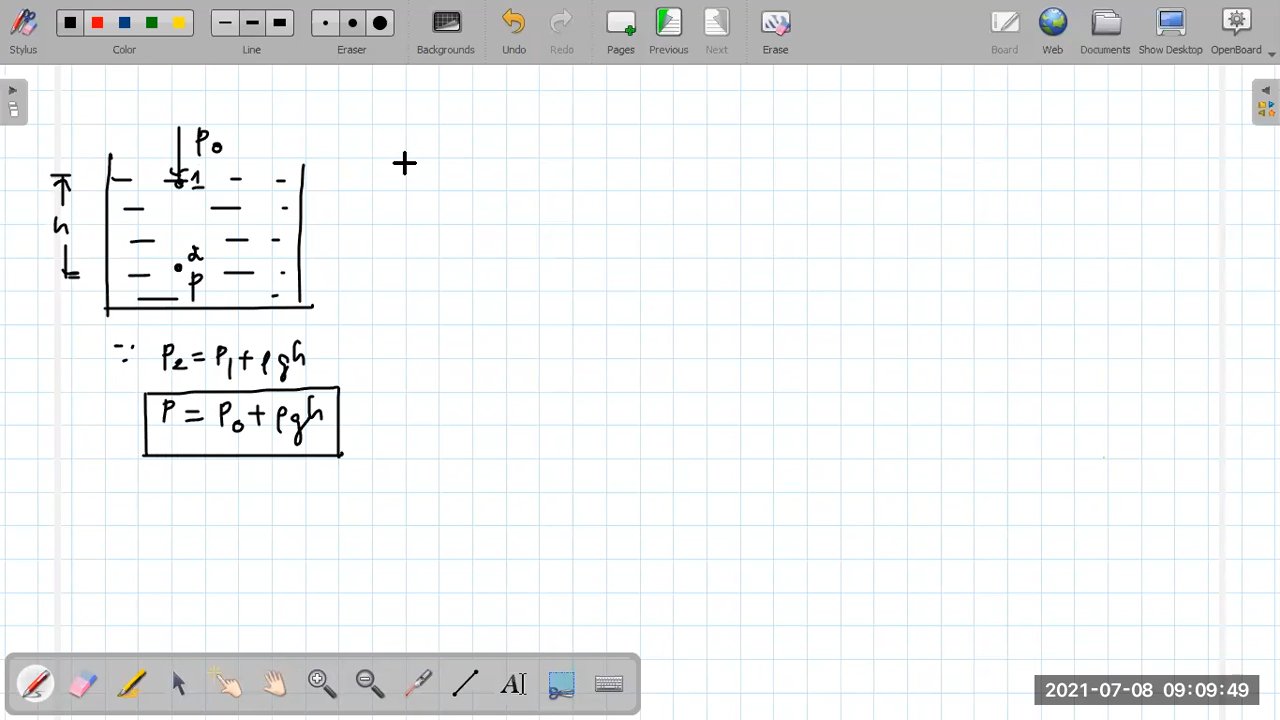 Stylus Color Line Eraser Backgrounds Undo Redo Pages Previous Next Erase Board Web Documents Show Desktop OpenBoard
P₀
1
h
2
P
∵ P₂ = P₁ + ρgh
P = P₀ + ρgh
2021-07-08 09:09:49